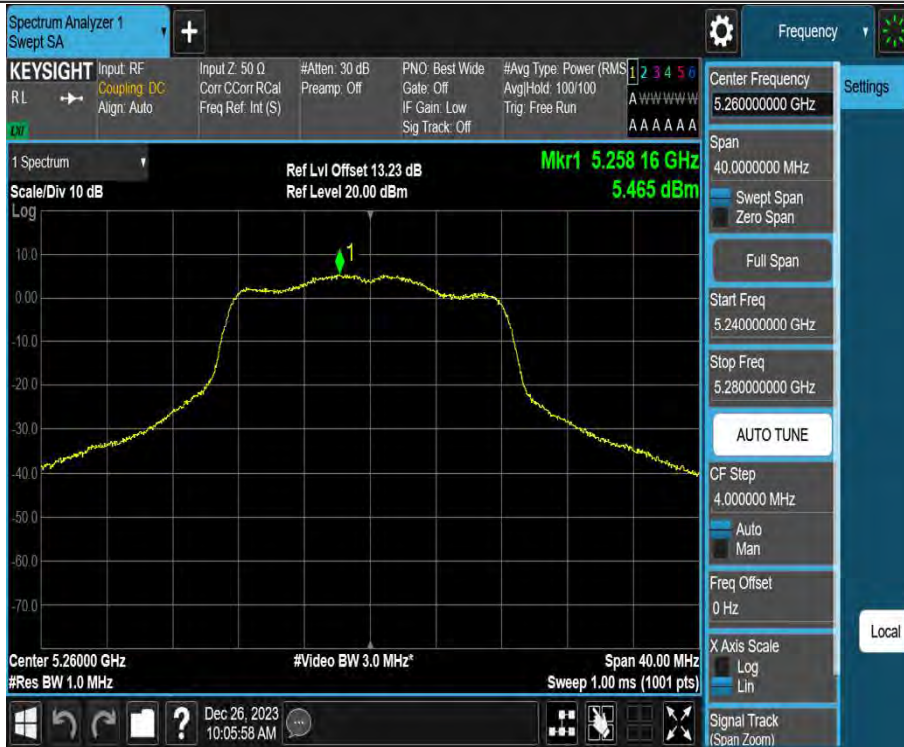 Spectrum Analyzer 1
Swept SA
+
Frequency
KEYSIGHT
RL
LXI
Input: RF
Coupling: DC
Align: Auto
Input Z: 50 Ω
Corr CCorr RCal
Freq Ref: Int (S)
#Atten: 30 dB
Preamp: Off
PNO: Best Wide
Gate: Off
IF Gain: Low
Sig Track: Off
#Avg Type: Power (RMS
Avg|Hold: 100/100
Trig: Free Run
1 2 3 4 5 6
A W W W W W
A A A A A A
1 Spectrum
Scale/Div 10 dB
Log
Ref Lvl Offset 13.23 dB
Ref Level 20.00 dBm
Mkr1 5.258 16 GHz
5.465 dBm
1
10.0
0.00
-10.0
-20.0
-30.0
-40.0
-50.0
-60.0
-70.0
Center 5.26000 GHz
#Res BW 1.0 MHz
#Video BW 3.0 MHz*
Span 40.00 MHz
Sweep 1.00 ms (1001 pts)
?
Dec 26, 2023
10:05:58 AM
Center Frequency
5.260000000 GHz
Span
40.0000000 MHz
Swept Span
Zero Span
Full Span
Start Freq
5.240000000 GHz
Stop Freq
5.280000000 GHz
AUTO TUNE
CF Step
4.000000 MHz
Auto
Man
Freq Offset
0 Hz
X Axis Scale
Log
Lin
Signal Track
(Span Zoom)
Settings
Local